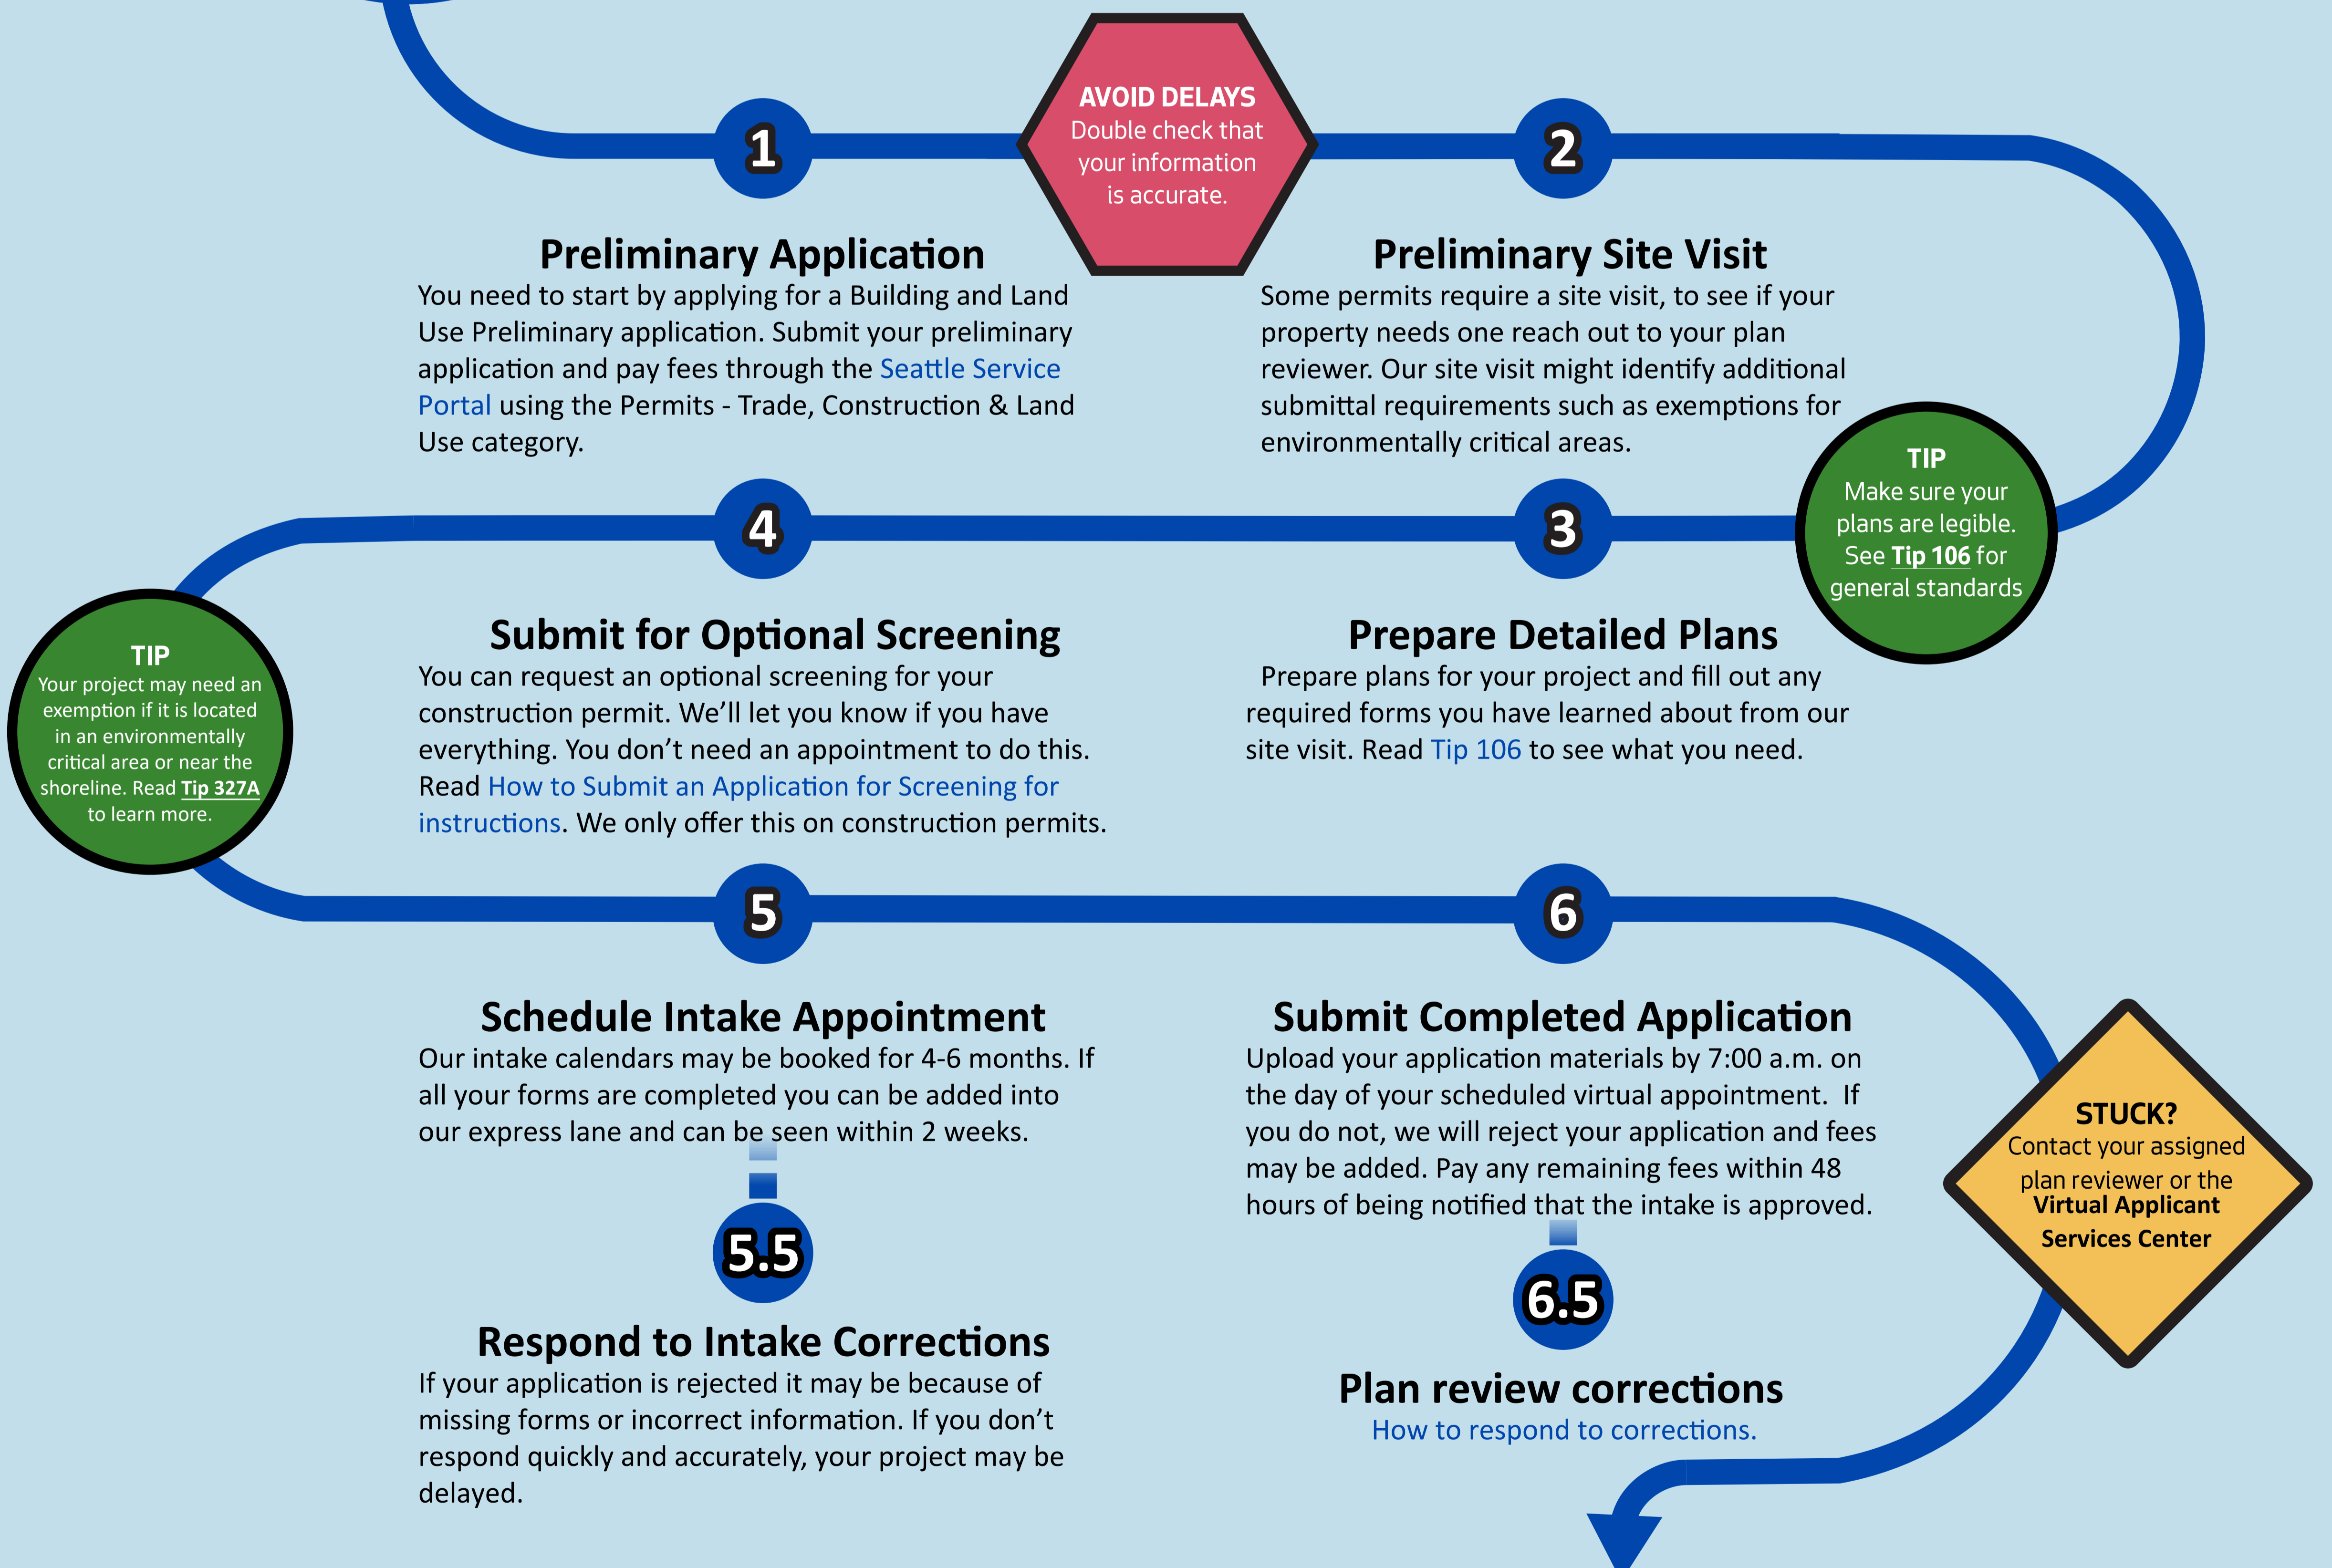 1
AVOID DELAYS
Double check that
your information
is accurate.
2
Preliminary Application
You need to start by applying for a Building and Land
Use Preliminary application. Submit your preliminary
application and pay fees through the Seattle Service
Portal using the Permits - Trade, Construction & Land
Use category.
Preliminary Site Visit
Some permits require a site visit, to see if your
property needs one reach out to your plan
reviewer. Our site visit might identify additional
submittal requirements such as exemptions for
environmentally critical areas.
TIP
Make sure your
plans are legible.
See Tip 106 for
general standards
3
Prepare Detailed Plans
Prepare plans for your project and fill out any
required forms you have learned about from our
site visit. Read Tip 106 to see what you need.
4
Submit for Optional Screening
You can request an optional screening for your
construction permit. We’ll let you know if you have
everything. You don’t need an appointment to do this.
Read How to Submit an Application for Screening for
instructions. We only offer this on construction permits.
TIP
Your project may need an
exemption if it is located
in an environmentally
critical area or near the
shoreline. Read Tip 327A
to learn more.
5
Schedule Intake Appointment
Our intake calendars may be booked for 4-6 months. If
all your forms are completed you can be added into
our express lane and can be seen within 2 weeks.
5.5
Respond to Intake Corrections
If your application is rejected it may be because of
missing forms or incorrect information. If you don’t
respond quickly and accurately, your project may be
delayed.
6
Submit Completed Application
Upload your application materials by 7:00 a.m. on
the day of your scheduled virtual appointment.  If
you do not, we will reject your application and fees
may be added. Pay any remaining fees within 48
hours of being notified that the intake is approved.
6.5
Plan review corrections
How to respond to corrections.
STUCK?
Contact your assigned
plan reviewer or the
Virtual Applicant
Services Center